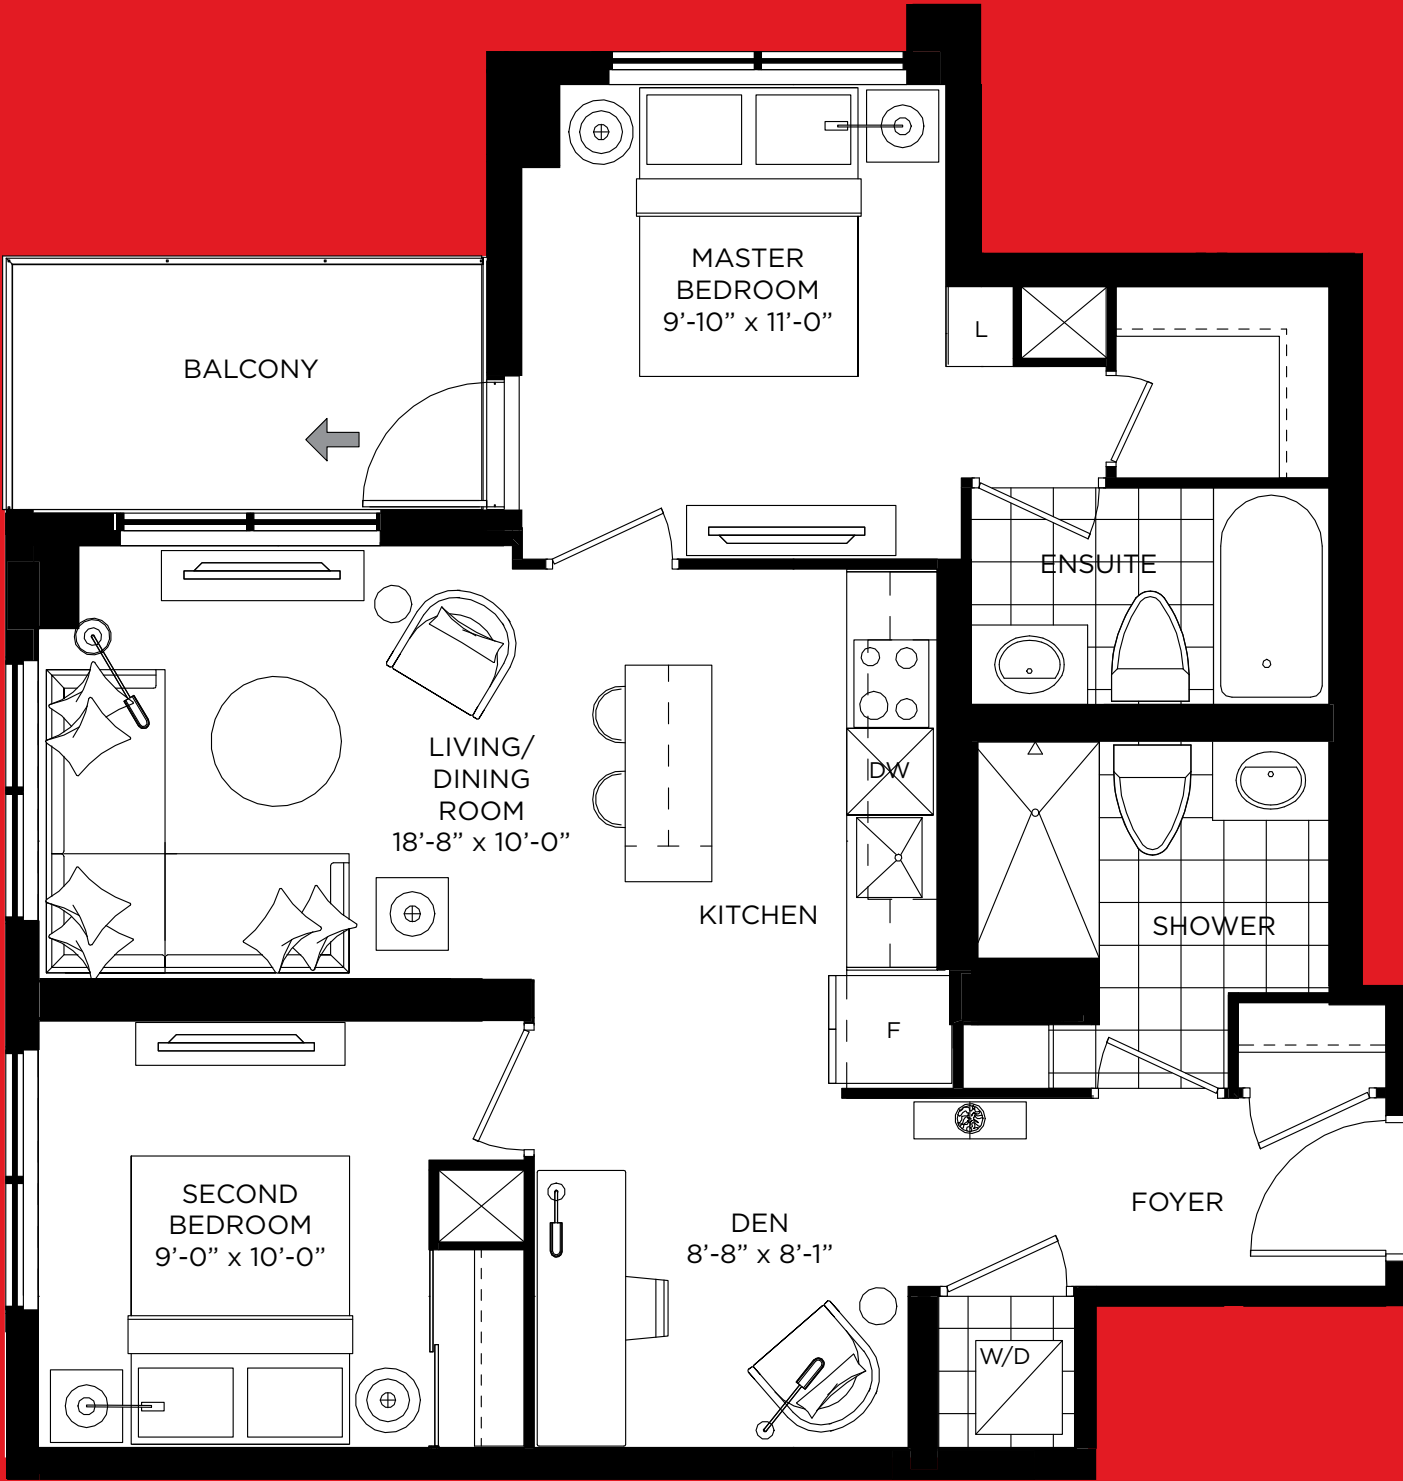 MASTER
BEDROOM
9’-10” x 11’-0”
L
BALCONY
ENSUITE
LIVING/
DINING
ROOM
18’-8” x 10’-0”
DW
KITCHEN
SHOWER
F
SECOND
BEDROOM
9’-0” x 10’-0”
DEN
8’-8” x 8’-1”
FOYER
W/D